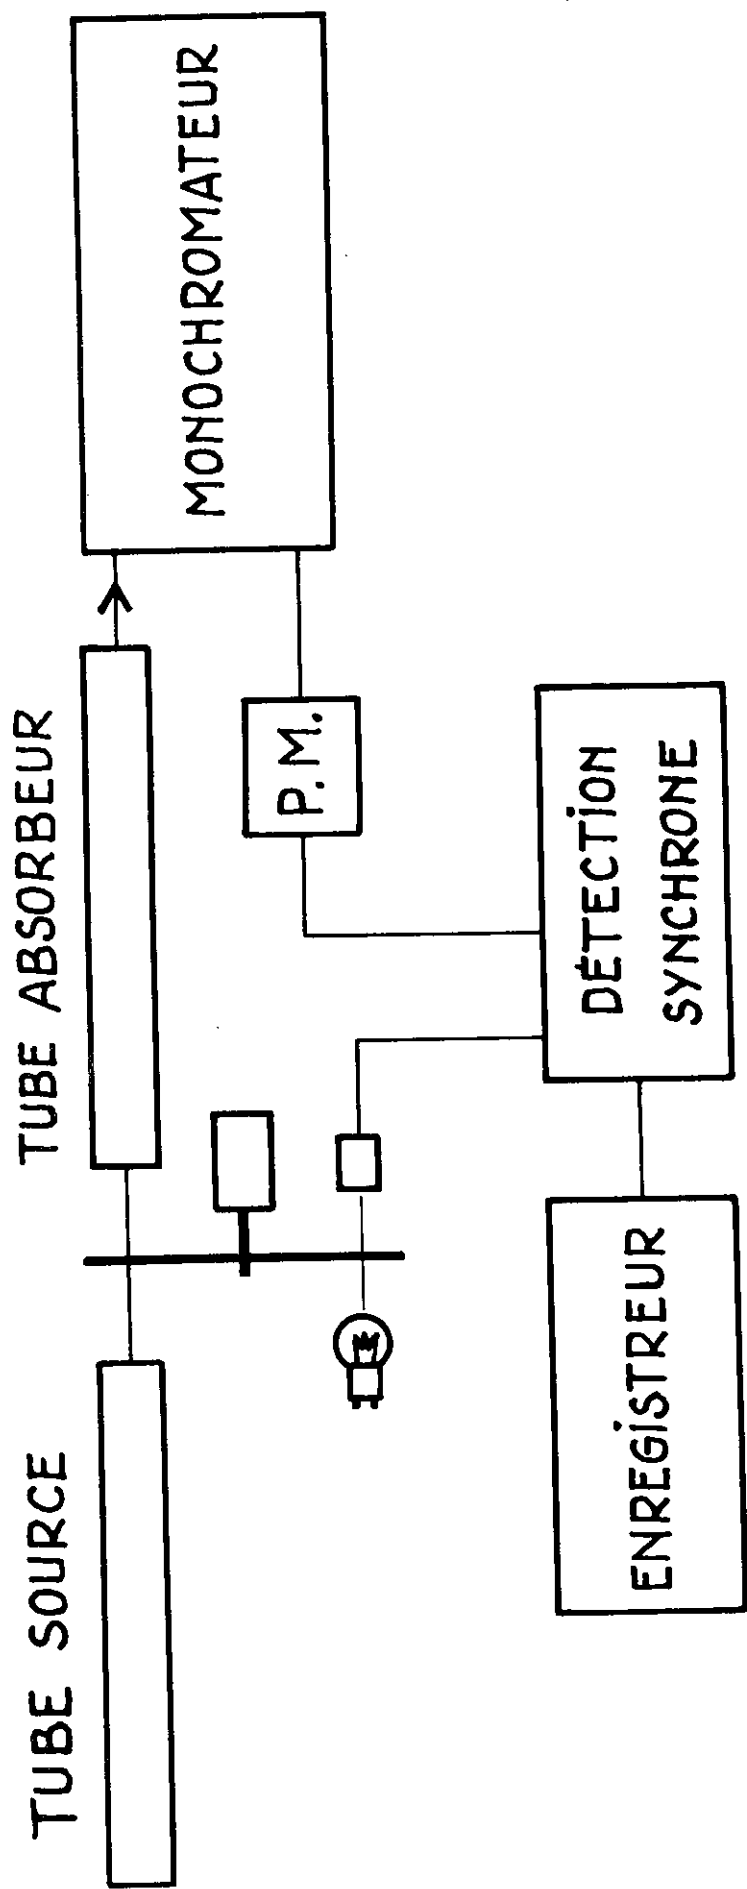 TUBE SOURCE
TUBE ABSORBEUR
MONOCHROMATEUR
P.M.
DÉTECTION
SYNCHRONE
ENREGISTREUR